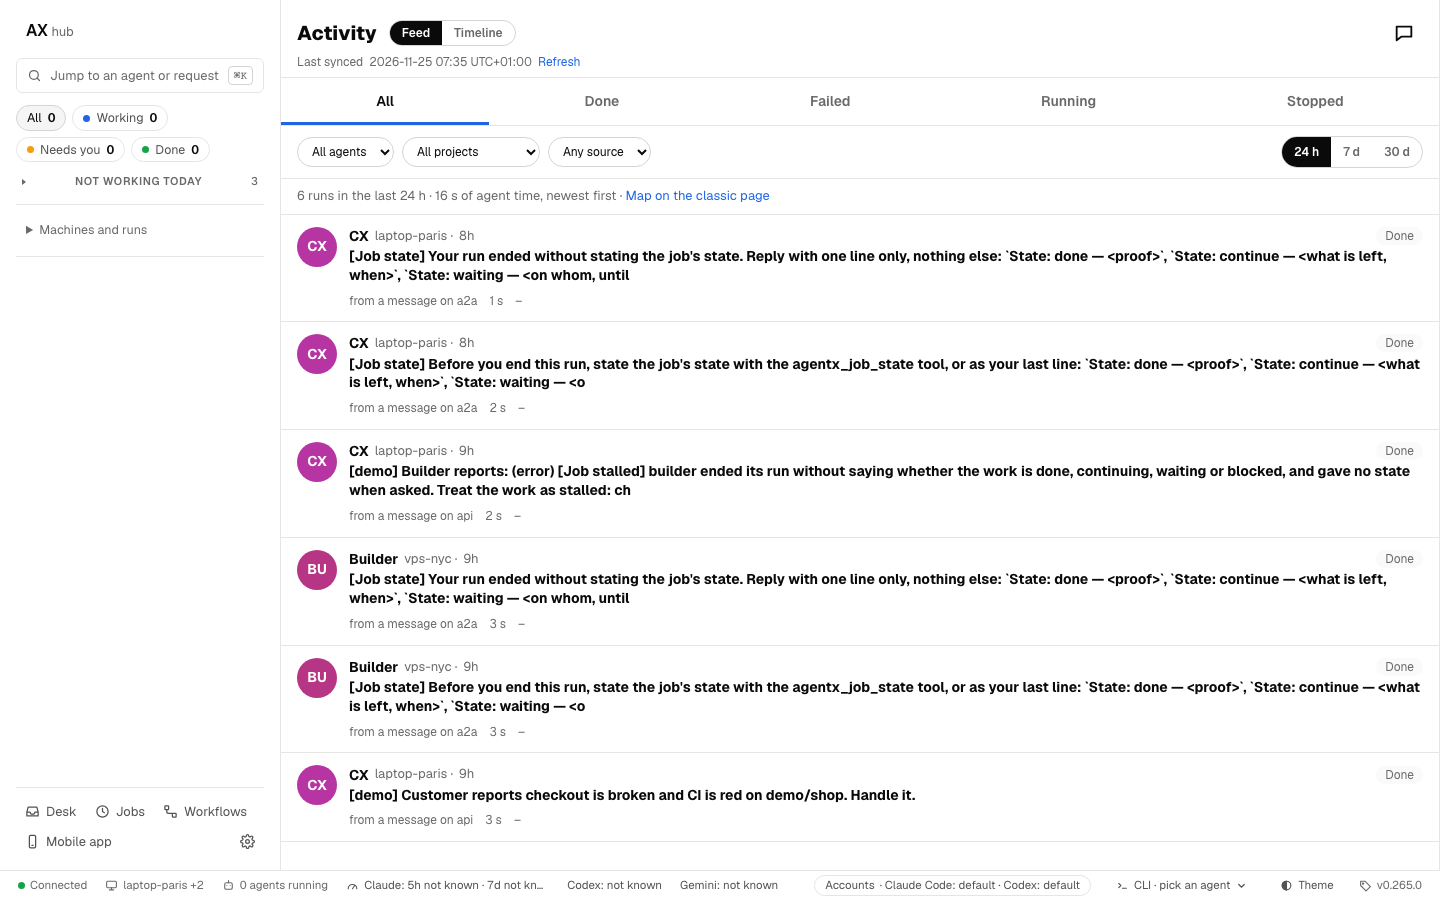 AX hub
Jump to an agent or request ⌘K
All 0
Working 0
Needs you 0
Done 0
NOT WORKING TODAY 3
Machines and runs
Desk
Jobs
Workflows
Mobile app
Activity
Feed
Timeline
Last synced 2026-11-25 07:35 UTC+01:00 Refresh
All
Done
Failed
Running
Stopped
All agents
All projects
Any source
24 h
7 d
30 d
6 runs in the last 24 h · 16 s of agent time, newest first · Map on the classic page
CX
CX laptop-paris · 8h
Done
[Job state] Your run ended without stating the job's state. Reply with one line only, nothing else: `State: done — <proof>`, `State: continue — <what is left,
when>`, `State: waiting — <on whom, until
from a message on a2a 1 s –
CX
CX laptop-paris · 8h
Done
[Job state] Before you end this run, state the job's state with the agentx_job_state tool, or as your last line: `State: done — <proof>`, `State: continue — <what
is left, when>`, `State: waiting — <o
from a message on a2a 2 s –
CX
CX laptop-paris · 9h
Done
[demo] Builder reports: (error) [Job stalled] builder ended its run without saying whether the work is done, continuing, waiting or blocked, and gave no state
when asked. Treat the work as stalled: ch
from a message on api 2 s –
BU
Builder vps-nyc · 9h
Done
[Job state] Your run ended without stating the job's state. Reply with one line only, nothing else: `State: done — <proof>`, `State: continue — <what is left,
when>`, `State: waiting — <on whom, until
from a message on a2a 3 s –
BU
Builder vps-nyc · 9h
Done
[Job state] Before you end this run, state the job's state with the agentx_job_state tool, or as your last line: `State: done — <proof>`, `State: continue — <what
is left, when>`, `State: waiting — <o
from a message on a2a 3 s –
CX
CX laptop-paris · 9h
Done
[demo] Customer reports checkout is broken and CI is red on demo/shop. Handle it.
from a message on api 3 s –
Connected
laptop-paris +2
0 agents running
Claude: 5h not known · 7d not kn...
Codex: not known
Gemini: not known
Accounts · Claude Code: default · Codex: default
CLI · pick an agent
Theme
v0.265.0